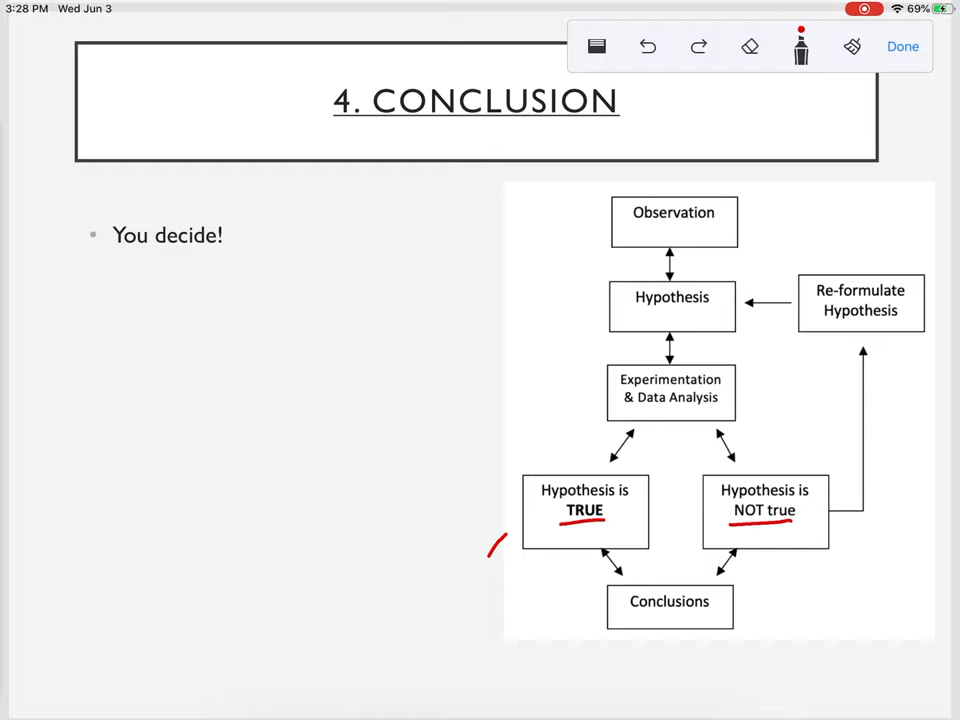 3:28 PM Wed Jun 3
69%
Done
4. CONCLUSION
• You decide!
Observation
Hypothesis
Re-formulate
Hypothesis
Experimentation
& Data Analysis
Hypothesis is
TRUE
Hypothesis is
NOT true
Conclusions